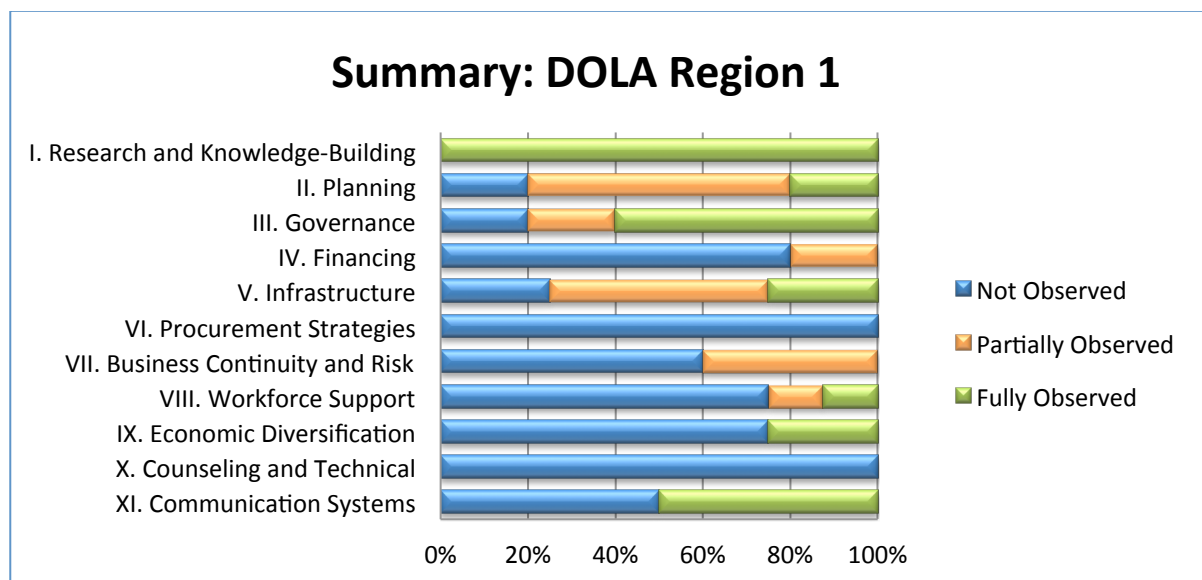 Summary: DOLA Region 1
I. Research and Knowledge-Building
II. Planning
III. Governance
IV. Financing
V. Infrastructure
VI. Procurement Strategies
VII. Business Continuity and Risk
VIII. Workforce Support
IX. Economic Diversification
X. Counseling and Technical
XI. Communication Systems
0% 20% 40% 60% 80% 100%
Not Observed
Partially Observed
Fully Observed